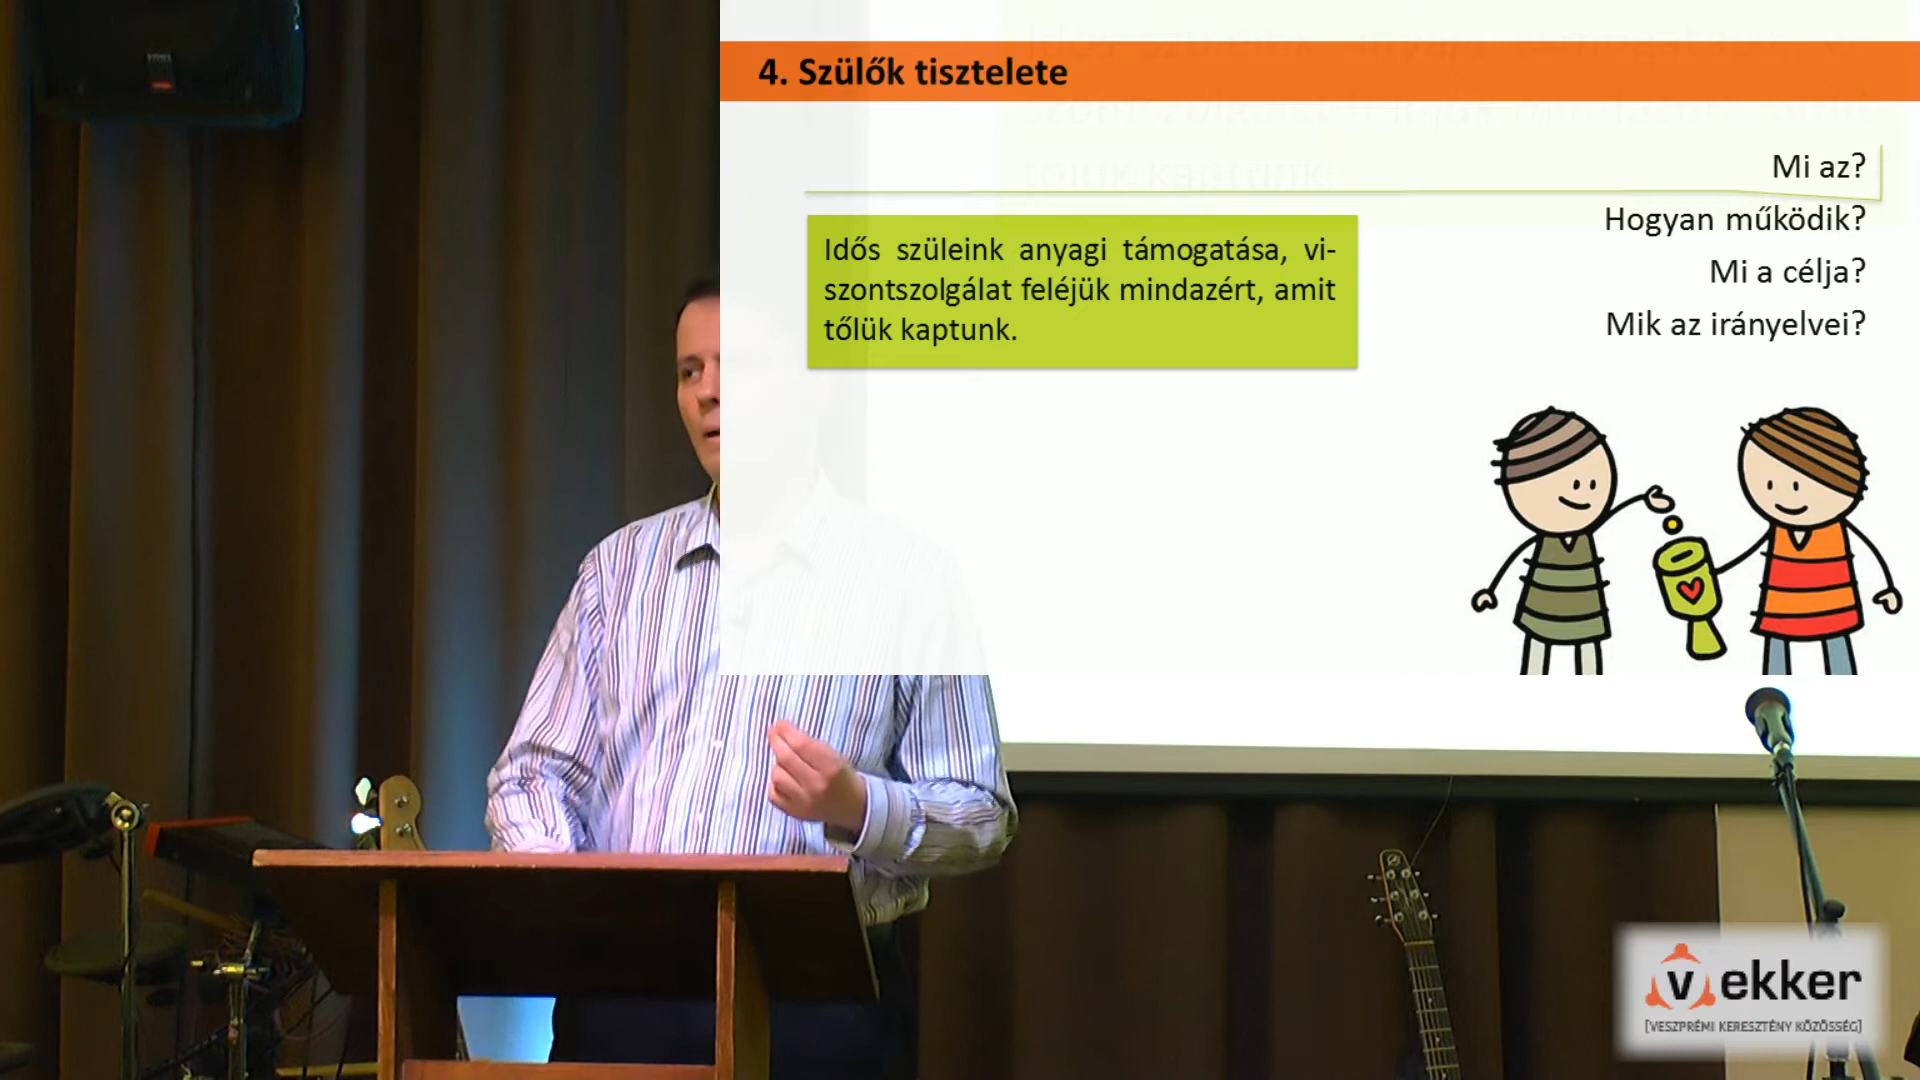 4. Szülők tisztelete
Mi az?
Hogyan működik?
Mi a célja?
Mik az irányelvei?
Idős szüleink anyagi támogatása, vi-
szontszolgálat feléjük mindazért, amit
tőlük kaptunk.
vekker
[VESZPRÉMI KERESZTÉNY KÖZÖSSÉG]